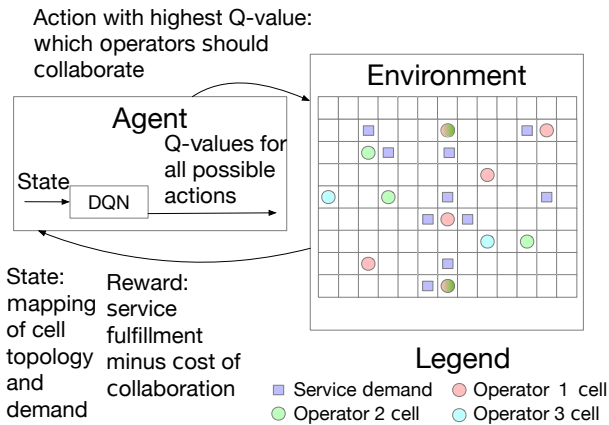 Action with highest Q-value:
which operators should
collaborate
Environment
Agent
Q-values for
all possible
actions
State
DQN
State:
mapping
of cell
topology
and
demand
Reward:
service
fulfillment
minus cost of
collaboration
Legend
Service demand
Operator 1 cell
Operator 2 cell
Operator 3 cell